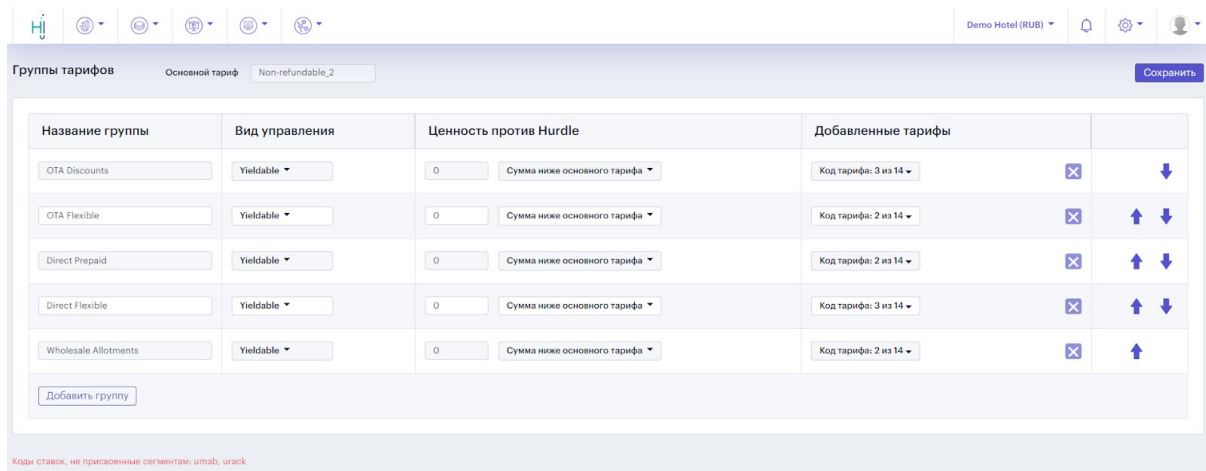 Hj
Demo Hotel (RUB)
Группы тарифов
Основной тариф Non-refundable_2
Сохранить
Название группы Вид управления Ценность против Hurdle Добавленные тарифы
OTA Discounts Yieldable 0 Сумма ниже основного тарифа Код тарифа: 3 из 14
OTA Flexible Yieldable 0 Сумма ниже основного тарифа Код тарифа: 2 из 14
Direct Prepaid Yieldable 0 Сумма ниже основного тарифа Код тарифа: 2 из 14
Direct Flexible Yieldable 0 Сумма ниже основного тарифа Код тарифа: 3 из 14
Wholesale Allotments Yieldable 0 Сумма ниже основного тарифа Код тарифа: 2 из 14
Добавить группу
Коды ставок, не присвоенные сегментам: umab, urack